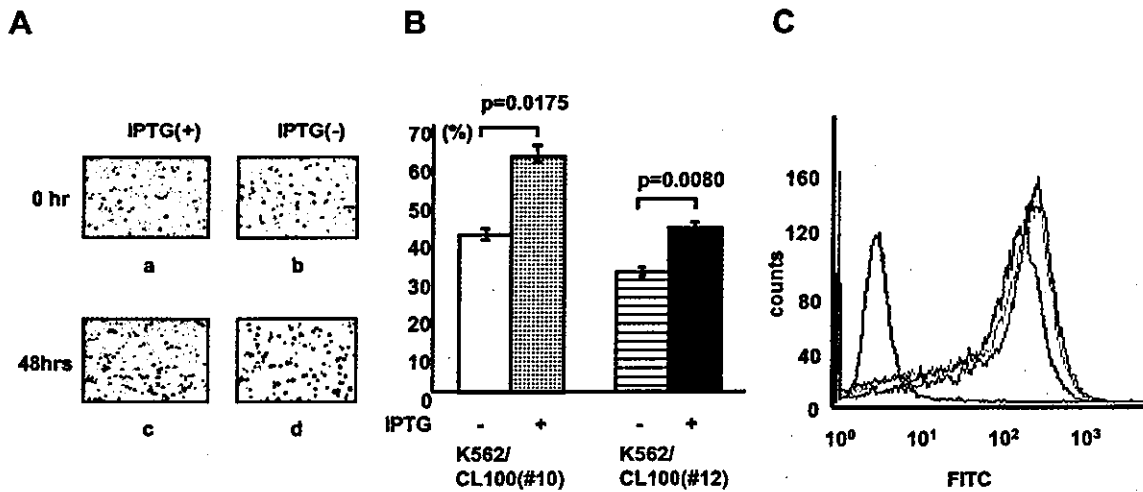 A
IPTG(+) IPTG(-)
0 hr
a b
48hrs
c d
B
p=0.0175
(%)
p=0.0080
70
60
50
40
30
20
10
0
IPTG - + - +
K562/ CL100(#10)
K562/ CL100(#12)
C
counts
160
120
80
40
0
10⁰ 10¹ 10² 10³
FITC